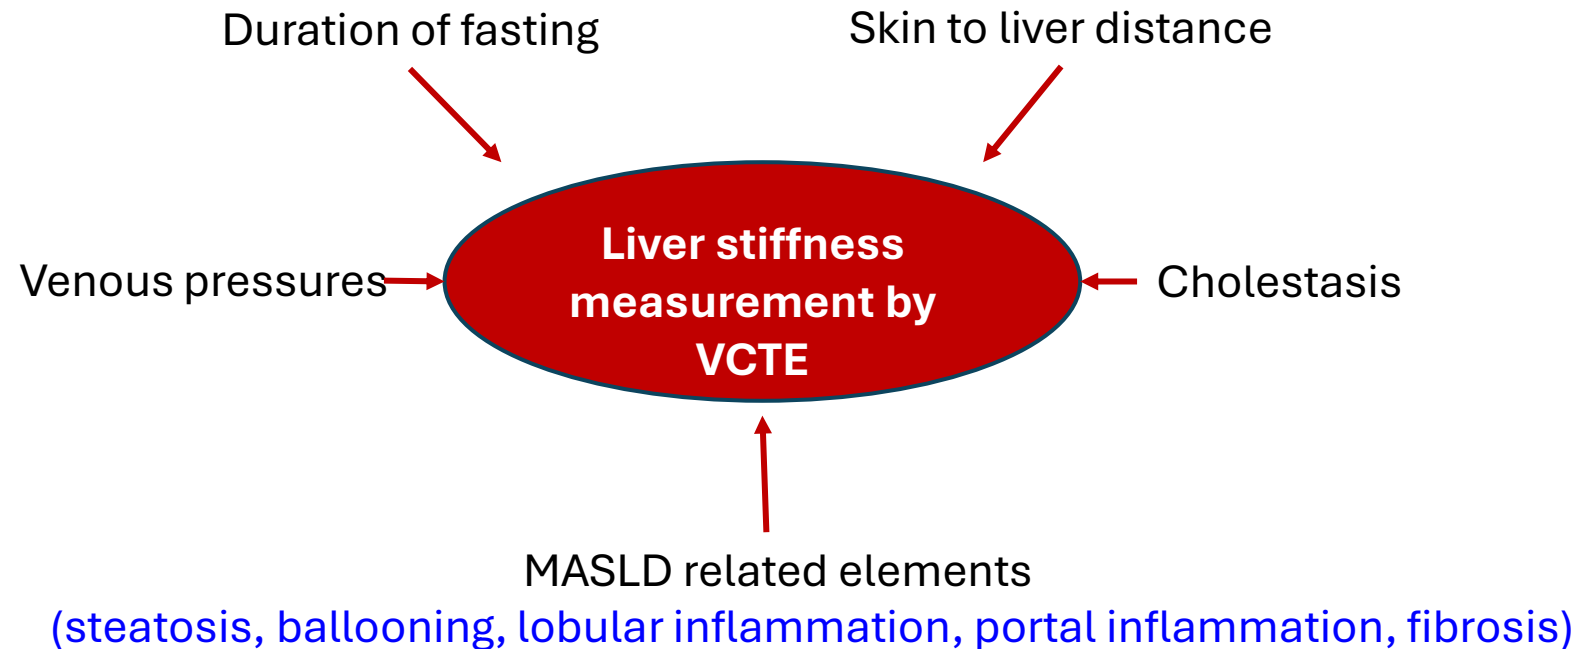 Duration of fasting
Skin to liver distance
Liver stiffness
measurement by
VCTE
Venous pressures
Cholestasis
MASLD related elements
(steatosis, ballooning, lobular inflammation, portal inflammation, fibrosis)